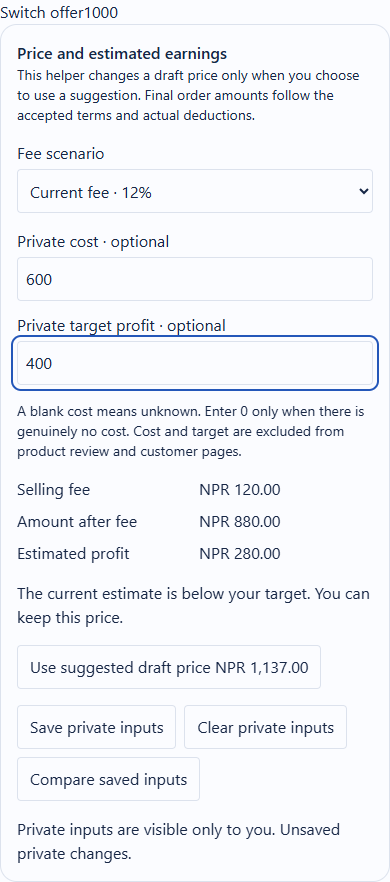 Switch offer1000
Price and estimated earnings
This helper changes a draft price only when you choose
to use a suggestion. Final order amounts follow the
accepted terms and actual deductions.
Fee scenario
Current fee · 12%
Private cost · optional
600
Private target profit · optional
400
A blank cost means unknown. Enter 0 only when there is
genuinely no cost. Cost and target are excluded from
product review and customer pages.
Selling fee NPR 120.00
Amount after fee NPR 880.00
Estimated profit NPR 280.00
The current estimate is below your target. You can
keep this price.
Use suggested draft price NPR 1,137.00
Save private inputs Clear private inputs
Compare saved inputs
Private inputs are visible only to you. Unsaved
private changes.